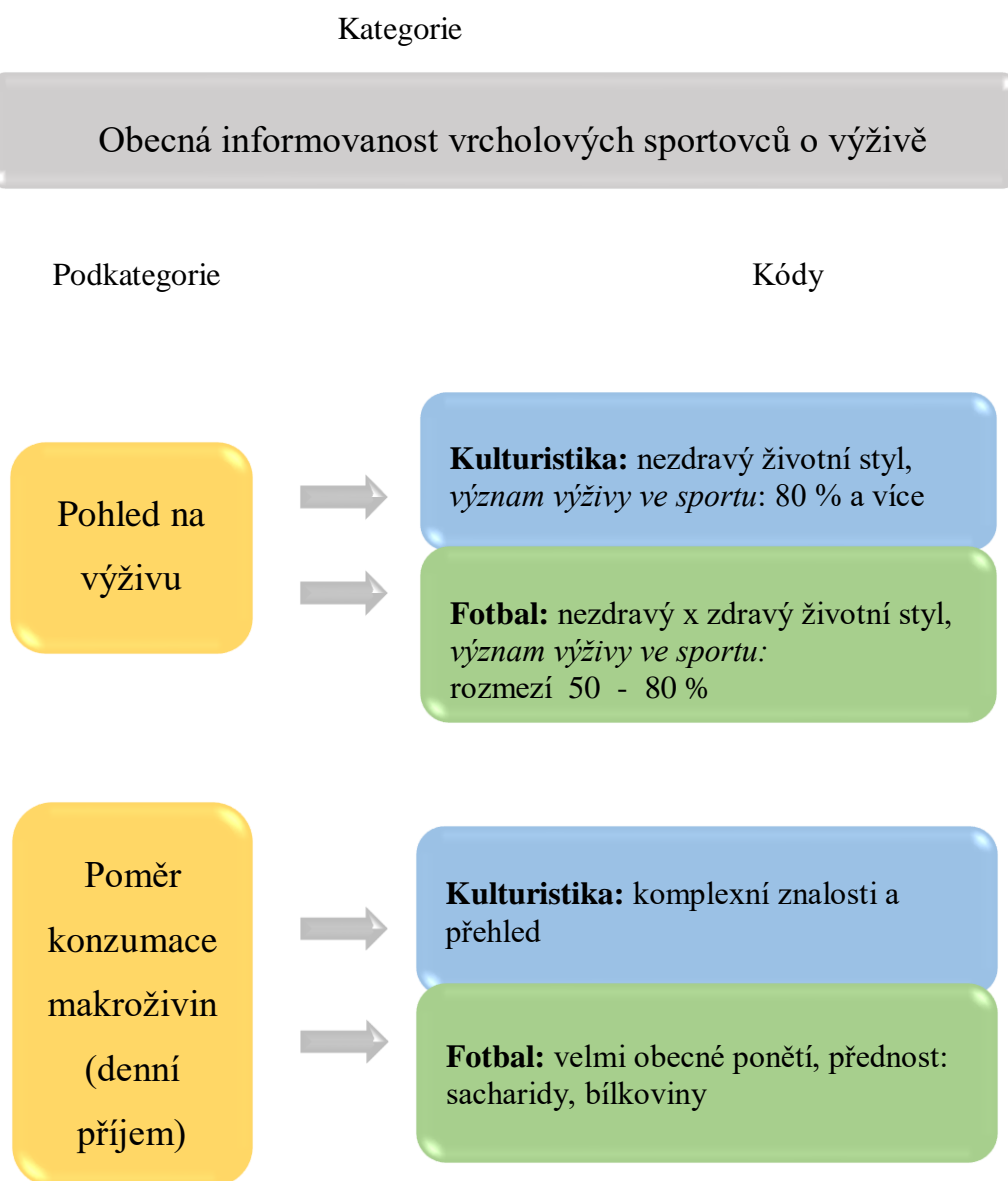 Kategorie
Obecná informovanost vrcholových sportovců o výživě
Podkategorie
Kódy
Pohled na
výživu
Kulturistika: nezdravý životní styl,
význam výživy ve sportu: 80 % a více
Fotbal: nezdravý x zdravý životní styl,
význam výživy ve sportu:
rozmezí 50 - 80 %
Poměr
konzumace
makroživin
(denní
příjem)
Kulturistika: komplexní znalosti a
přehled
Fotbal: velmi obecné ponětí, přednost:
sacharidy, bílkoviny